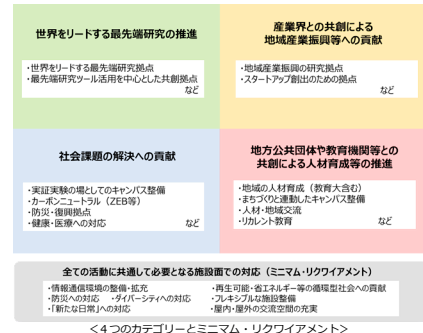 世界をリードする最先端研究の推進
・世界をリードする最先端研究拠点
・最先端研究ツール活用を中心とした共創拠点
など
産業界との共創による
地域産業振興等への貢献
・地域産業振興の研究拠点
・スタートアップ創出のための拠点
など
社会課題の解決への貢献
・実証実験の場としてのキャンパス整備
・カーボンニュートラル（ZEB等）
・防災・復興拠点
・健康・医療への対応
など
地方公共団体や教育機関等との
共創による人材育成等の推進
・地域の人材育成（教育大含む）
・まちづくりと連動したキャンパス整備
・人材・地域交流
・リカレント教育
など
全ての活動に共通して必要となる施設面での対応（ミニマム・リクワイアメント）
・情報通信環境の整備・拡充
・防災への対応　・ダイバーシティへの対応
・「新たな日常」への対応
・再生可能・省エネルギー等の循環型社会への貢献
・フレキシブルな施設整備
・屋内・屋外の交流空間の充実
＜４つのカテゴリーとミニマム・リクワイアメント＞